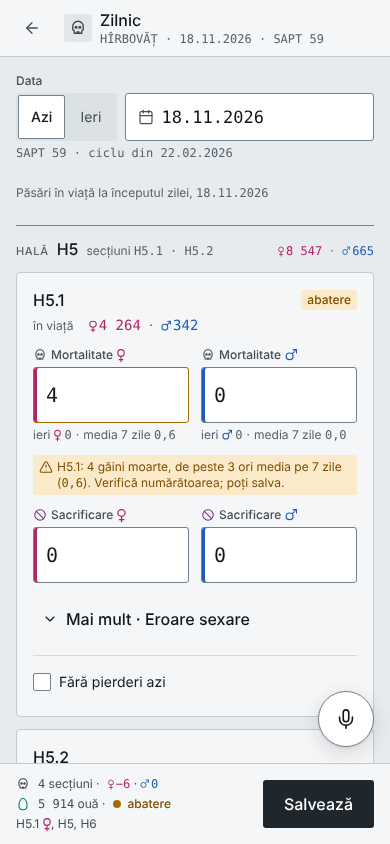 Zilnic
HÎRBOVĂȚ · 18.11.2026 · SAPT 59
Data
Azi Ieri 18.11.2026
SAPT 59 · ciclu din 22.02.2026
Păsări în viață la începutul zilei, 18.11.2026
HALĂ H5 secțiuni H5.1 · H5.2 ♀8 547 · ♂665
H5.1 abatere
în viață ♀4 264 · ♂342
Mortalitate ♀ Mortalitate ♂
4 0
ieri ♀0 · media 7 zile 0,6 ieri ♂0 · media 7 zile 0,0
H5.1: 4 găini moarte, de peste 3 ori media pe 7 zile
(0,6). Verifică numărătoarea; poți salva.
Sacrificare ♀ Sacrificare ♂
0 0
Mai mult · Eroare sexare
Fără pierderi azi
H5.2
4 secțiuni · ♀−6 · ♂0
5 914 ouă · abatere
H5.1 ♀, H5, H6
Salvează